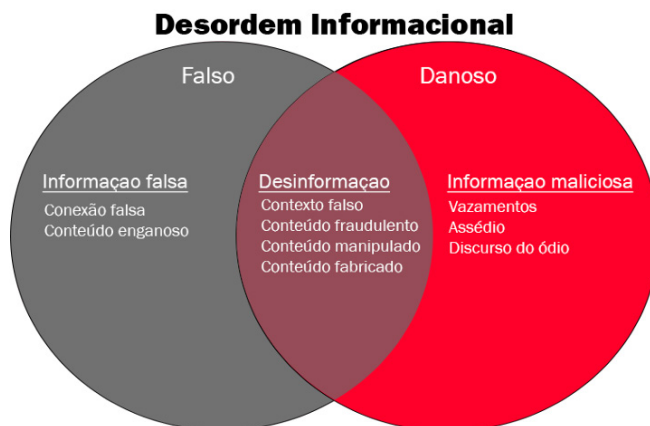 Desordem Informacional
Falso
Danoso
Informaçao falsa
Conexão falsa
Conteúdo enganoso
Desinformaçao
Contexto falso
Conteúdo fraudulento
Conteúdo manipulado
Conteúdo fabricado
Informaçao maliciosa
Vazamentos
Assédio
Discurso do ódio